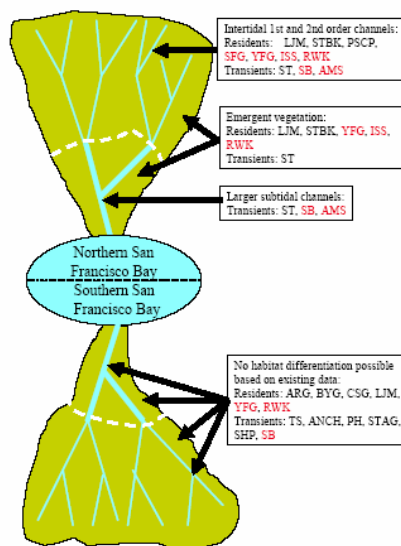 Intertidal 1st and 2nd order channels:
Residents: LJM, STBK, PSCP,
SFG, YFG, ISS, RWK
Transients: ST, SB, AMS
Emergent vegetation:
Residents: LJM, STBK, YFG, ISS,
RWK
Transients: ST
Larger subtidal channels:
Transients: ST, SB, AMS
Northern San
Francisco Bay
Southern San
Francisco Bay
No habitat differentiation possible
based on existing data:
Residents: ARG, BYG, CSG, LJM,
YFG, RWK
Transients: TS, ANCH, PH, STAG,
SHP, SB